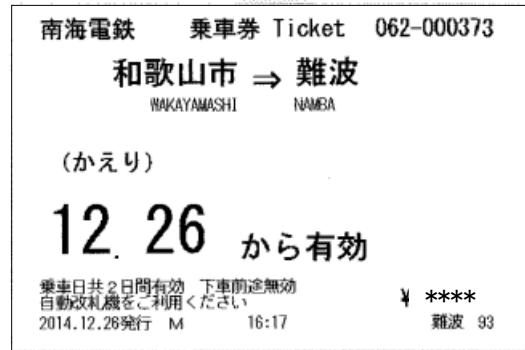 南海電鉄 乗車券 Ticket 062-000373
和歌山市 ⇒ 難波
WAKAYAMASHI NAMBA
(かえり)
12.26 から有効
乗車日共2日間有効 下車前途無効
自動改札機をご利用ください
2014.12.26発行 M 16:17
¥ ****
難波 93